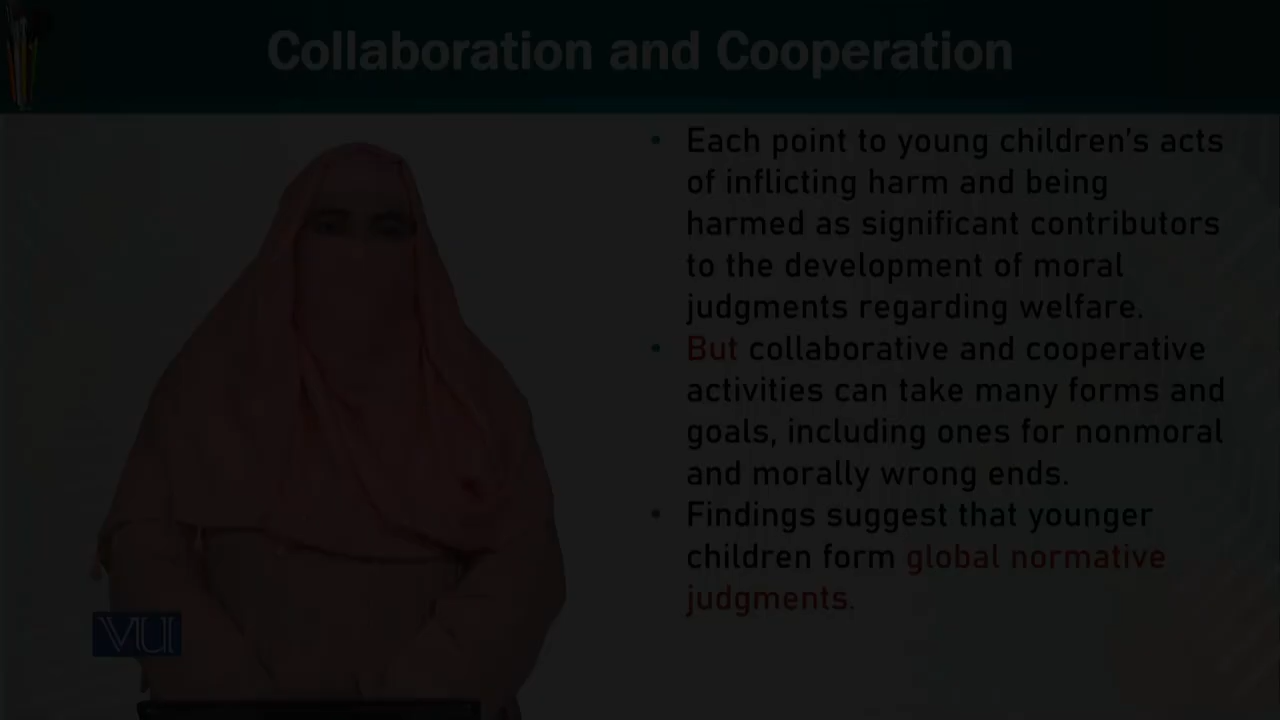 Collaboration and Cooperation
• Each point to young children's acts
of inflicting harm and being
harmed as significant contributors
to the development of moral
judgments regarding welfare.
• But collaborative and cooperative
activities can take many forms and
goals, including ones for nonmoral
and morally wrong ends.
• Findings suggest that younger
children form global normative
judgments.
VU